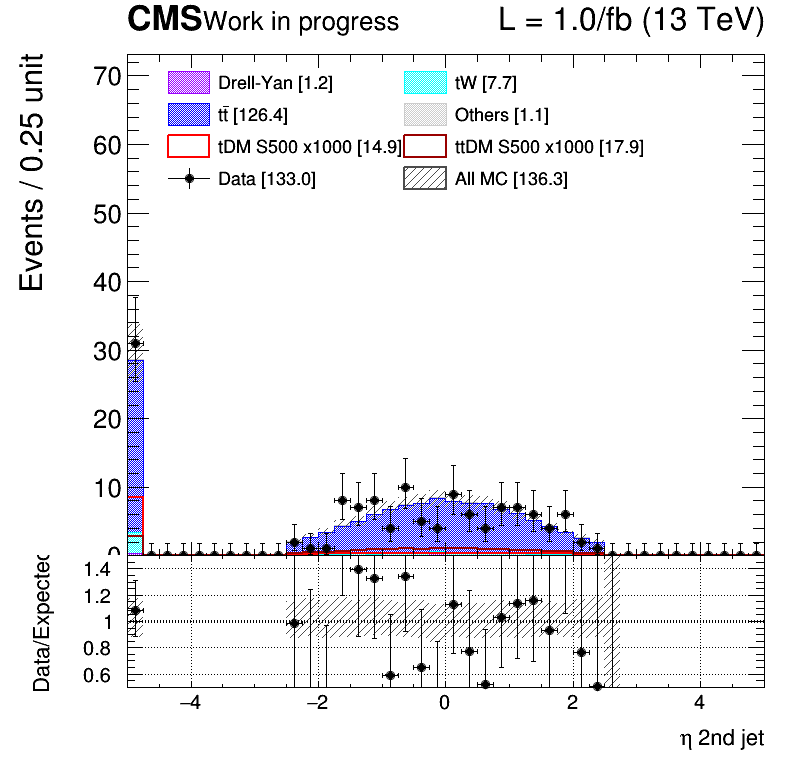 CMS Work in progress L = 1.0/fb (13 TeV)
Events / 0.25 unit
70
60
50
40
30
20
10
0
Drell-Yan [1.2] tW [7.7]
tt̄ [126.4] Others [1.1]
tDM S500 x1000 [14.9] ttDM S500 x1000 [17.9]
Data [133.0] All MC [136.3]
Data/Expected
1.4
1.2
1
0.8
0.6
−4 −2 0 2 4
η 2nd jet